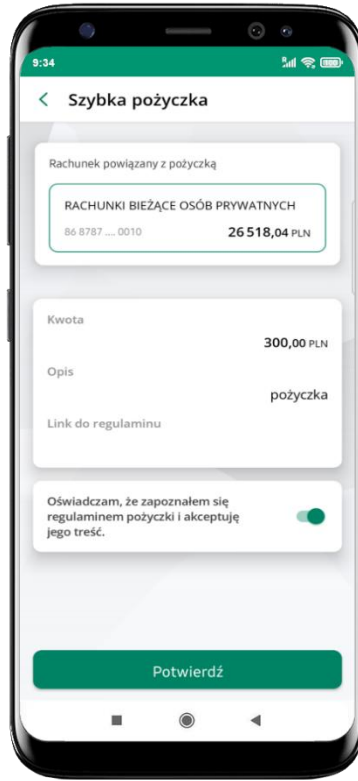 9:34
Szybka pożyczka
Rachunek powiązany z pożyczką
RACHUNKI BIEŻĄCE OSÓB PRYWATNYCH
86 8787 .... 0010 26 518,04 PLN
Kwota
300,00 PLN
Opis
pożyczka
Link do regulaminu
Oświadczam, że zapoznałem się
regulaminem pożyczki i akceptuję
jego treść.
Potwierdź